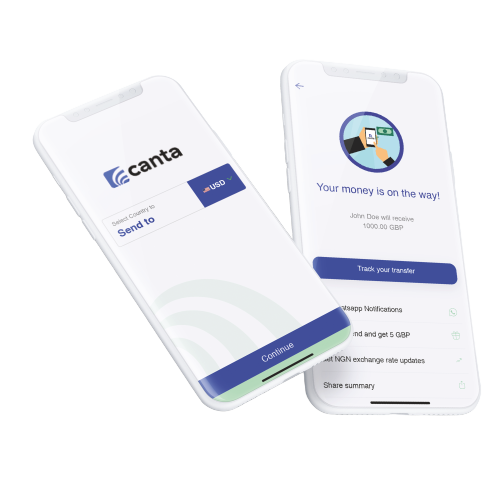 canta
Select Country to
Send to
USD
Continue
Your money is on the way!
John Doe will receive
1000.00 GBP
Track your transfer
Notifications
and get 5 GBP
NGN exchange rate updates
Share summary